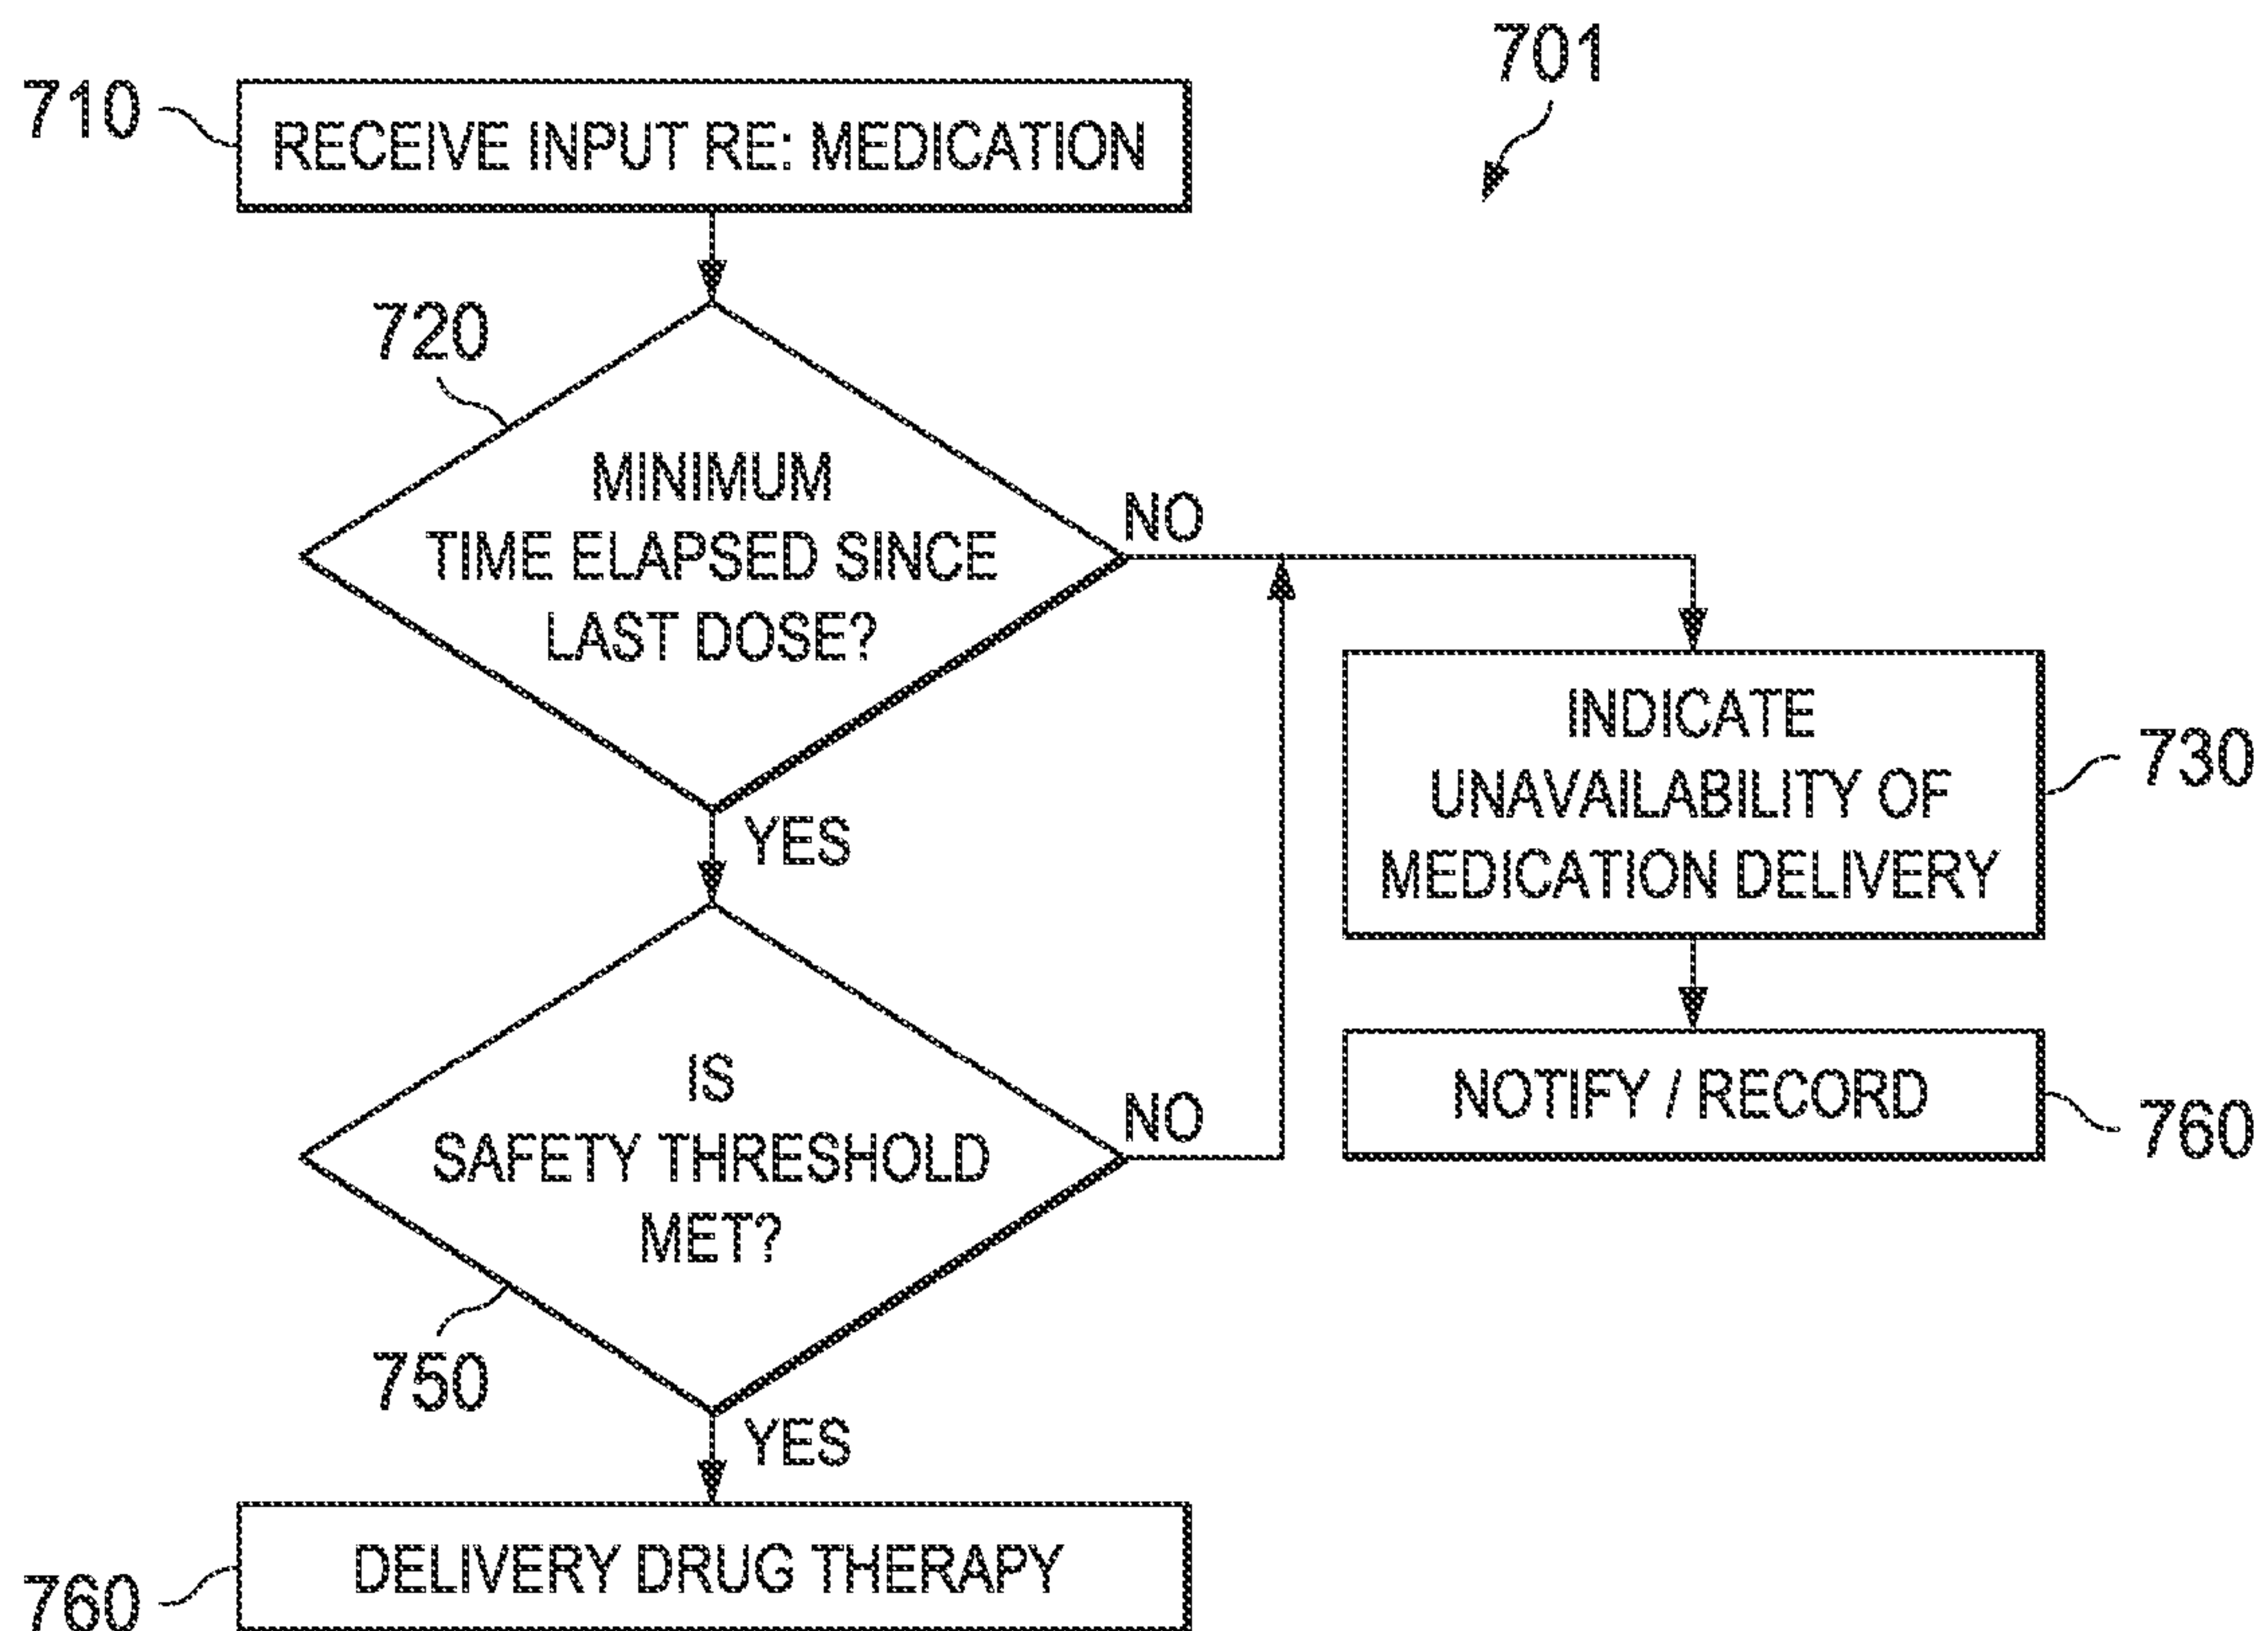 701
710
RECEIVE INPUT RE: MEDICATION
720
MINIMUM
TIME ELAPSED SINCE
LAST DOSE?
NO
YES
INDICATE
UNAVAILABILITY OF
MEDICATION DELIVERY
730
NOTIFY / RECORD
760
IS
SAFETY THRESHOLD
MET?
NO
750
YES
DELIVERY DRUG THERAPY
760